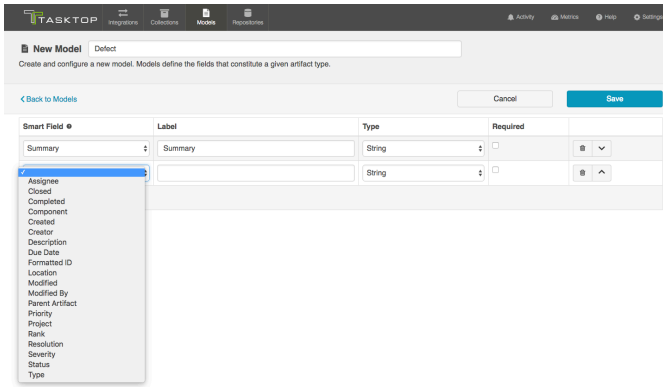 TASKTOP
Integrations
Collections
Models
Repositories
Activity
Metrics
Help
Settings
New Model
Defect
Create and configure a new model. Models define the fields that constitute a given artifact type.
Back to Models
Cancel
Save
Smart Field
Label
Type
Required
Summary
Summary
String
String
Assignee
Closed
Completed
Component
Created
Creator
Description
Due Date
Formatted ID
Location
Modified
Modified By
Parent Artifact
Priority
Project
Rank
Resolution
Severity
Status
Type